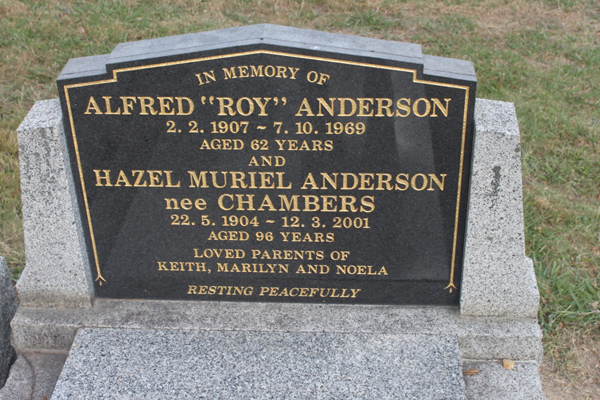 IN MEMORY OF
ALFRED "ROY" ANDERSON
2. 2. 1907 ~ 7. 10. 1969
AGED 62 YEARS
AND
HAZEL MURIEL ANDERSON
nee CHAMBERS
22. 5. 1904 ~ 12. 3. 2001
AGED 96 YEARS
LOVED PARENTS OF
KEITH, MARILYN AND NOELA
RESTING PEACEFULLY